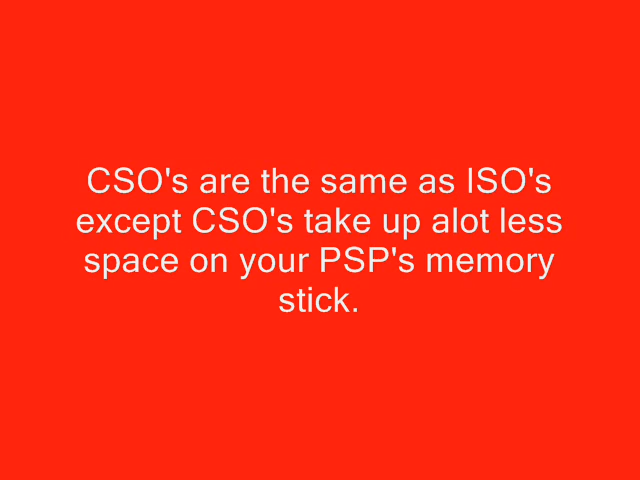 CSO's are the same as ISO's
except CSO's take up alot less
space on your PSP's memory
stick.